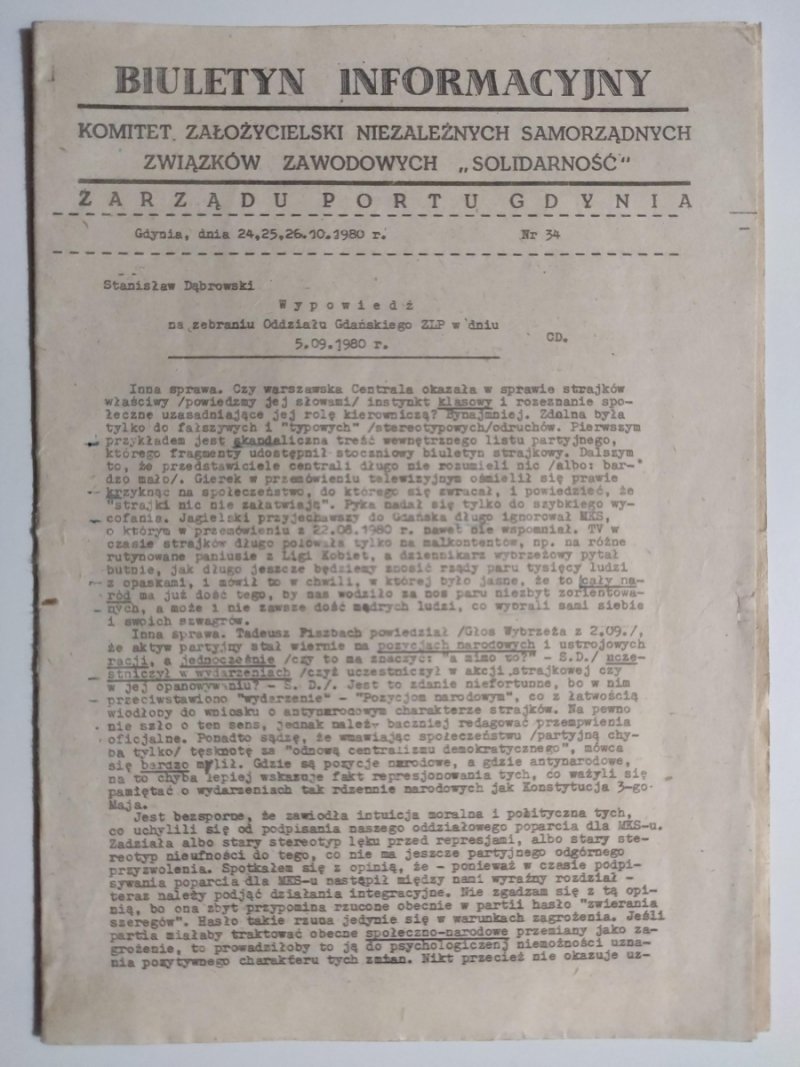 BIULETYN INFORMACYJNY
KOMITET ZAŁOŻYCIELSKI NIEZALEŻNYCH SAMORZĄDNYCH
ZWIĄZKÓW ZAWODOWYCH „SOLIDARNOŚĆ"
ZARZĄDU PORTU GDYNIA
Gdynia, dnia 24,25,26.10.1980 r. Nr 34
Stanisław Dąbrowski
Wypowiedź
na zebraniu Oddziału Gdańskiego ZLP w dniu
5.09.1980 r.
CD.
Inna sprawa. Czy warszawska Centrala okazała w sprawie strajków
właściwy /powiedzmy jej słowami/ instynkt klasowy i rozeznanie spo-
łeczne uzasadniające jej rolę kierowniczą? Bynajmniej. Zdolna była
tylko do fałszywych i "typowych" /stereotypowych/odruchów. Pierwszym
przykładem jest skandaliczna treść wewnętrznego listu partyjnego,
którego fragmenty udostępnił stoczniowy biuletyn strajkowy. Dalszym
to, że przedstawiciele centrali długo nie rozumieli nic /albo: bar-
dzo mało/. Gierek w przemówieniu telewizyjnym ośmielił się prawie
krzyknąć na społeczeństwo, do którego się zwracał, i powiedzieć, że
"strajki nic nie załatwiają". Pyka nadał się tylko do szybkiego wy-
cofania. Jagielski przyjechawszy do Gdańska długo ignorował MKS,
o którym w przemówieniu z 22.08.1980 r. nawet nie wspomniał. TV w
czasie strajków długo polowała tylko na malkontentów, np. na różne
rutynowane paniusie z Ligi Kobiet, a dziennikarz wybrzeżowy pytał
butnie, jak długo jeszcze będziemy znosić rządy paru tysięcy ludzi
z opaskami, i mówił to w chwili, w której było jasne, że to cały na-
ród ma już dość tego, by nas wodziło za nos paru niezbyt zorientowa-
nych, a może i nie zawsze dość mądrych ludzi, co wybrali sami siebie
i swoich szwagrów.
Inna sprawa. Tadeusz Fiszbach powiedział /Głos Wybrzeża z 2.09./,
że aktyw partyjny stał wiernie na pozycjach narodowych i ustrojowych
racji, a jednocześnie /czy to ma znaczyć: "a mimo to?" - S.D./ ucze-
stniczył w wydarzeniach /czyż uczestniczył w akcji strajkowej czy
w jej opanowywaniu? - S. D./. Jest to zdanie niefortunne, bo w nim
przeciwstawiono "wydarzenie" - "Pozycjom narodowym", co z łatwością
wiodłoby do wniosku o antynarodowym charakterze strajków. Na pewno
nie szło o ten sens, jednak należy baczniej redagować przempwienia
oficjalne. Ponadto sądzę, że wmawiając społeczeństwu /partyjną chy-
ba tylko/ tęsknotę za "odnową centralizmu demokratycznego", mówca
się bardzo mylił. Gdzie są pozycje narodowe, a gdzie antynarodowe,
na to chyba lepiej wskazuje fakt represjonowania tych, co ważyli się
pamiętać o wydarzeniach tak rdzennie narodowych jak Konstytucja 3-go
Maja.
Jest bezsporne, że zawiodła intuicja moralna i polityczna tych,
co uchylili się od podpisania naszego oddziałowego poparcia dla MKS-u.
Zadziała albo stary stereotyp lęku przed represjami, albo stary ste-
reotyp nieufności do tego, co nie ma jeszcze partyjnego odgórnego
przyzwolenia. Spotkałem się z opinią, że - ponieważ w czasie podpi-
sywania poparcia dla MKS-u nastąpił między nami wyraźny rozdział -
teraz należy podjąć działania integracyjne. Nie zgadzam się z tą opi-
nią, bo ona zbyt przypomina rzucone obecnie w partii hasło "zwierania
szeregów". Hasło takie rzuca jedynie się w warunkach zagrożenia. Jeśli
partia miałaby traktować obecne społeczno-narodowe przemiany jako za-
grożenie, to prowadziłoby to ją do psychologicznej niemożności uzna-
nia pozytywnego charakteru tych zmian. Nikt przecież nie okazuje uz-